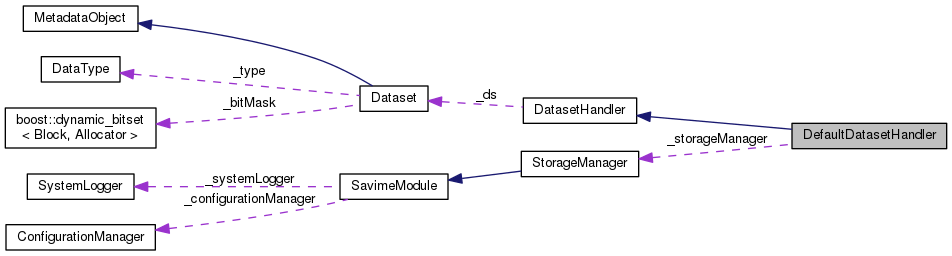 MetadataObject
DataType
_type
_bitMask
boost::dynamic_bitset
< Block, Allocator >
Dataset
_ds
DatasetHandler
DefaultDatasetHandler
_storageManager
StorageManager
SystemLogger
_systemLogger
SavimeModule
_configurationManager
ConfigurationManager